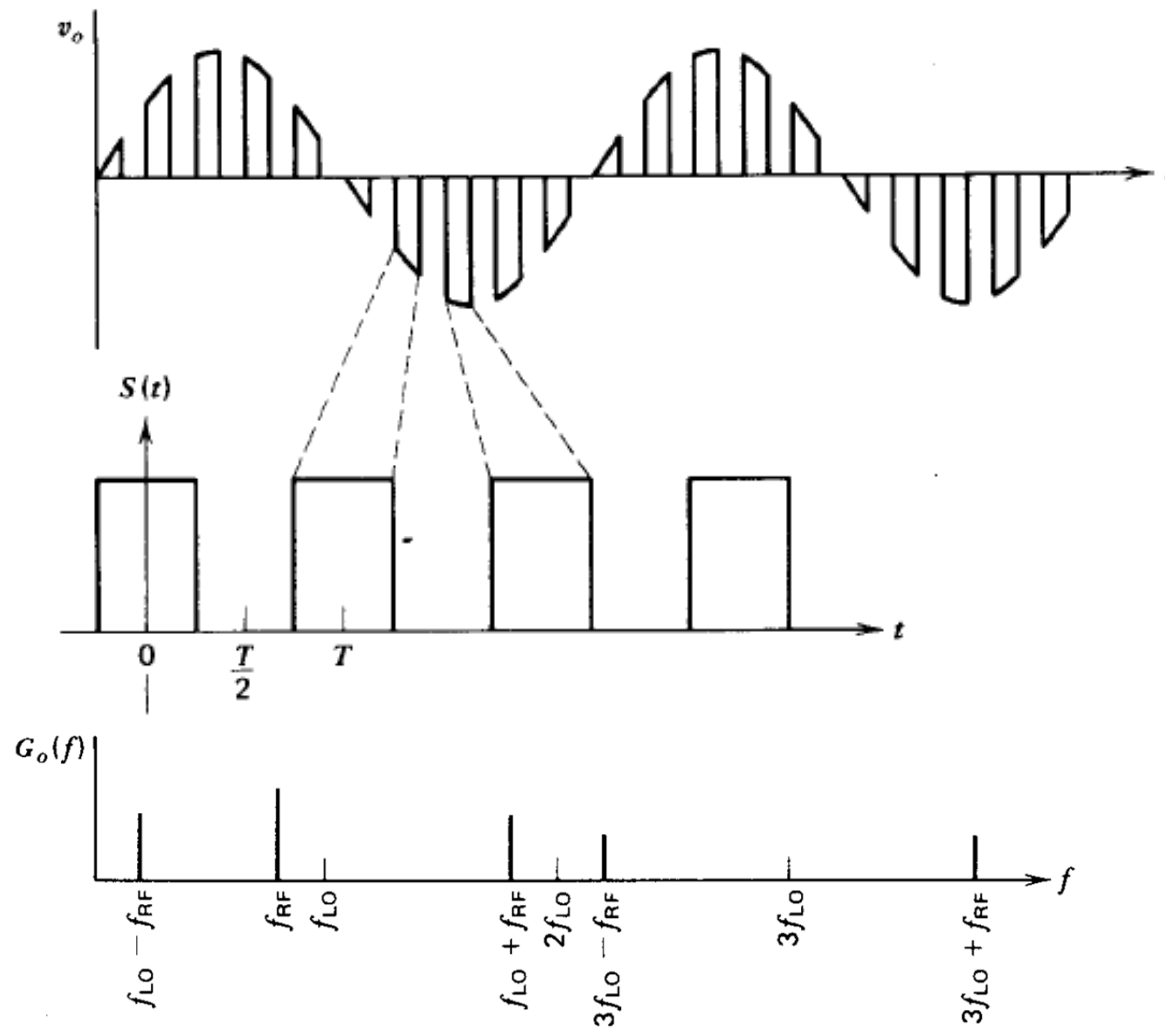 v_o
S(t)
0
T/2
T
t
G_o(f)
f
f_LO − f_RF
f_RF
f_LO
f_LO + f_RF
2f_LO
3f_LO − f_RF
3f_LO
3f_LO + f_RF